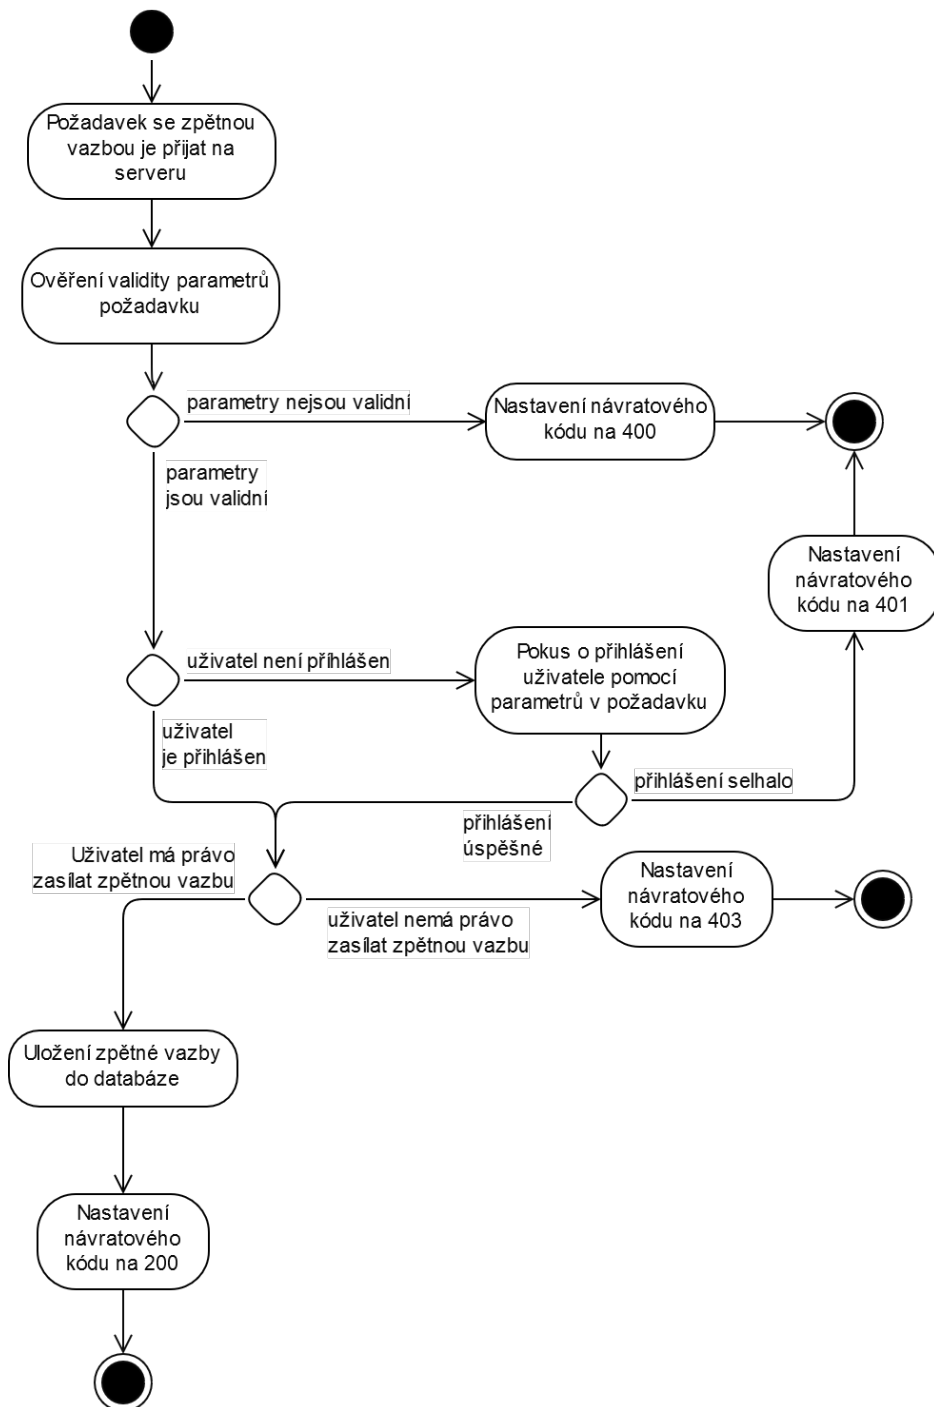 Požadavek se zpětnou
vazbou je přijat na
serveru
Ověření validity parametrů
požadavku
parametry nejsou validní
Nastavení návratového
kódu na 400
parametry
jsou validní
Nastavení
návratového
kódu na 401
uživatel není přihlášen
Pokus o přihlášení
uživatele pomocí
parametrů v požadavku
uživatel
je přihlášen
přihlášení selhalo
přihlášení
úspěšné
Uživatel má právo
zasílat zpětnou vazbu
uživatel nemá právo
zasílat zpětnou vazbu
Nastavení
návratového
kódu na 403
Uložení zpětné vazby
do databáze
Nastavení
návratového
kódu na 200